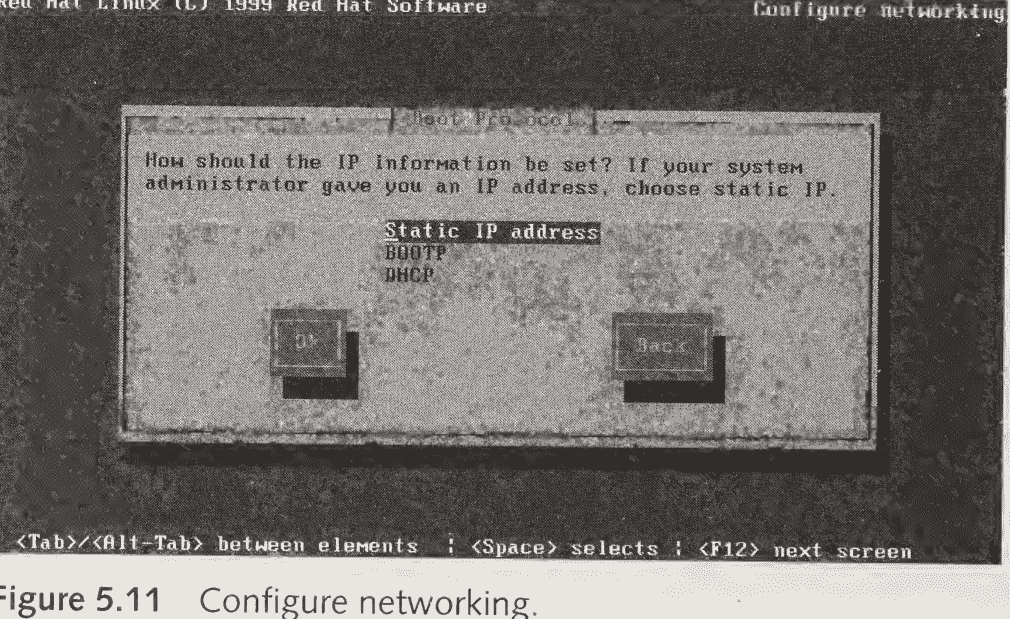 Red Hat Linux (C) 1999 Red Hat Software
Configure networking
Boot Protocol
How should the IP information be set? If your system
administrator gave you an IP address, choose static IP.
Static IP address
BOOTP
DHCP
Ok
Back
<Tab>/<Alt-Tab> between elements | <Space> selects | <F12> next screen
Figure 5.11 Configure networking.